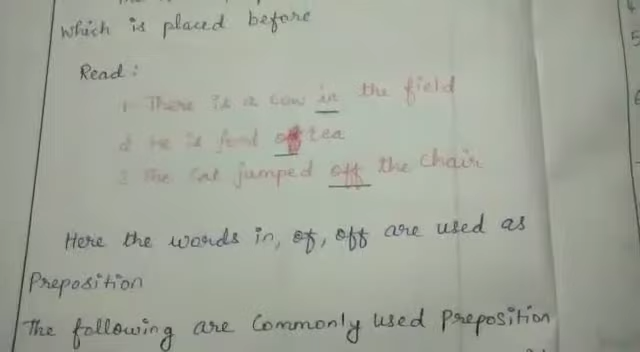 which is placed before
Read:
1. There is a cow in the field
2 He is fond of tea
3 The cat jumped off the chair
Here the words in, of, off are used as
Preposition
The following are commonly used preposition